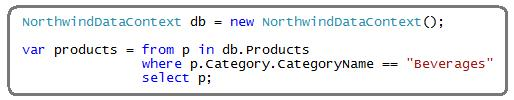 NorthwindDataContext db = new NorthwindDataContext();
var products = from p in db.Products
where p.Category.CategoryName == "Beverages"
select p;